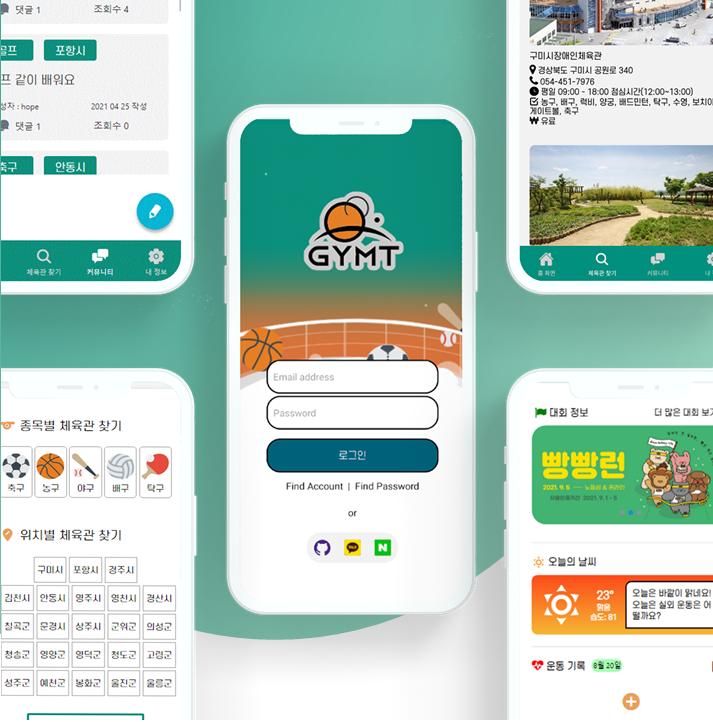 댓글 1
조회수 4
골프
포항시
프 같이 배워요
성자 : hope
2021 04 25 작성
댓글 1
조회수 0
축구
안동시
체육관 찾기
커뮤니티
내 정보
구미시장애인체육관
경상북도 구미시 공원로 340
054-451-7976
평일 09:00 - 18:00 점심시간(12:00~13:00)
농구, 배구, 럭비, 양궁, 배드민턴, 탁구, 수영, 보치아
게이트볼, 축구
유료
홈 화면
체육관 찾기
커뮤니티
내
GYMT
Email address
Password
로그인
Find Account | Find Password
or
TALK
N
종목별 체육관 찾기
축구
농구
야구
배구
탁구
위치별 체육관 찾기
구미시
포항시
경주시
김천시
안동시
영주시
영천시
경산시
칠곡군
문경시
상주시
군위군
의성군
청송군
영양군
영덕군
청도군
고령군
성주군
예천군
봉화군
울진군
울릉군
대회 정보
더 많은 대회 보기
빵빵런
2021. 9. 5
오늘의 날씨
23°
맑음
습도: 81
오늘은 바람이 맑네요!
오늘은 실외 운동은 어
떨까요?
운동 기록
8월 20일